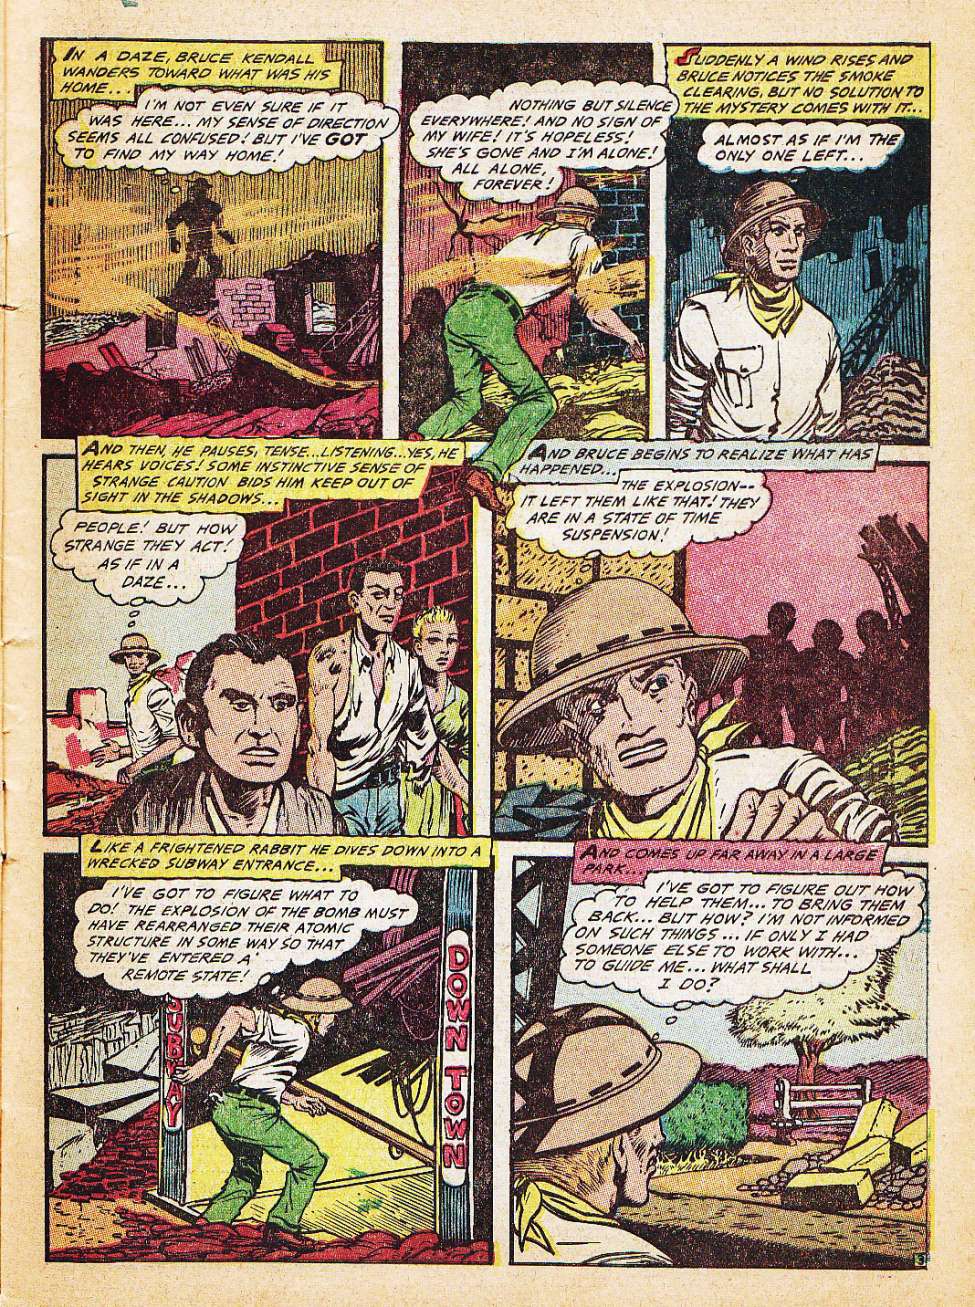 IN A DAZE, BRUCE KENDALL
WANDERS TOWARD WHAT WAS HIS
HOME...
I'M NOT EVEN SURE IF IT
WAS HERE... MY SENSE OF DIRECTION
SEEMS ALL CONFUSED! BUT I'VE GOT
TO FIND MY WAY HOME!
NOTHING BUT SILENCE
EVERYWHERE! AND NO SIGN OF
MY WIFE! IT'S HOPELESS!
SHE'S GONE AND I'M ALONE!
ALL ALONE,
FOREVER!
SUDDENLY A WIND RISES AND
BRUCE NOTICES THE SMOKE
CLEARING, BUT NO SOLUTION TO
THE MYSTERY COMES WITH IT...
ALMOST AS IF I'M THE
ONLY ONE LEFT...
AND THEN, HE PAUSES, TENSE...LISTENING...YES, HE
HEARS VOICES! SOME INSTINCTIVE SENSE OF
STRANGE CAUTION BIDS HIM KEEP OUT OF
SIGHT IN THE SHADOWS...
PEOPLE! BUT HOW
STRANGE THEY ACT!
AS IF IN A
DAZE...
AND BRUCE BEGINS TO REALIZE WHAT HAS
HAPPENED...
THE EXPLOSION--
IT LEFT THEM LIKE THAT! THEY
ARE IN A STATE OF TIME
SUSPENSION!
LIKE A FRIGHTENED RABBIT HE DIVES DOWN INTO A
WRECKED SUBWAY ENTRANCE...
I'VE GOT TO FIGURE WHAT TO
DO! THE EXPLOSION OF THE BOMB MUST
HAVE REARRANGED THEIR ATOMIC
STRUCTURE IN SOME WAY SO THAT
THEY'VE ENTERED A
REMOTE STATE!
SUBWAY
DOWN TOWN
AND COMES UP FAR AWAY IN A LARGE
PARK...
I'VE GOT TO FIGURE OUT HOW
TO HELP THEM... TO BRING THEM
BACK... BUT HOW? I'M NOT INFORMED
ON SUCH THINGS... IF ONLY I HAD
SOMEONE ELSE TO WORK WITH...
TO GUIDE ME... WHAT SHALL
I DO?
3